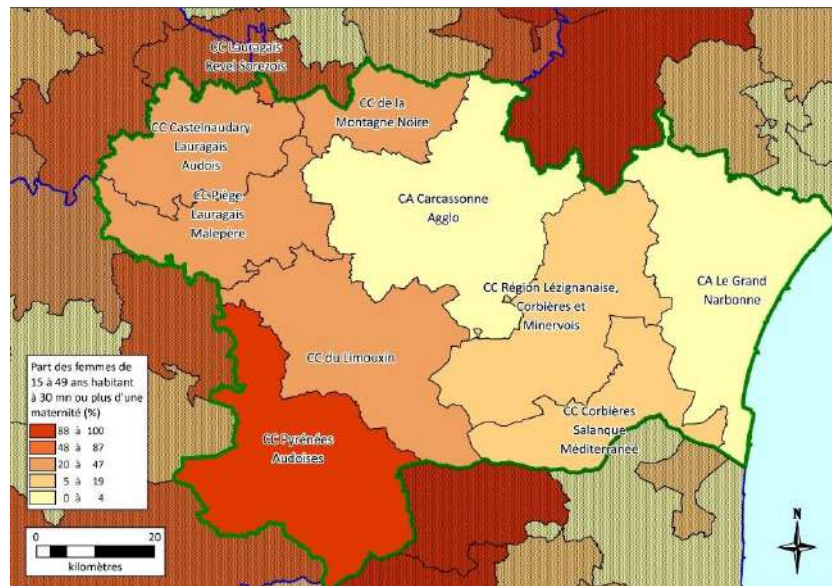 CC Lauragais
Revel Sorezois
CC de la
Montagne Noire
CC Castelnaudary
Lauragais
Audois
CC Piège
Lauragais
Malepère
CA Carcassonne
Agglo
CA Le Grand
Narbonne
CC Région Lézignanaise,
Corbières et
Minervois
CC du Limouxin
CC Corbières
Salanque
Méditerranée
CC Pyrénées
Audoises
Part des femmes de
15 à 49 ans habitant
à 30 mn ou plus d'une
maternité (%)
88 à 100
48 à 87
20 à 47
5 à 19
0 à 4
0 20
kilomètres
N